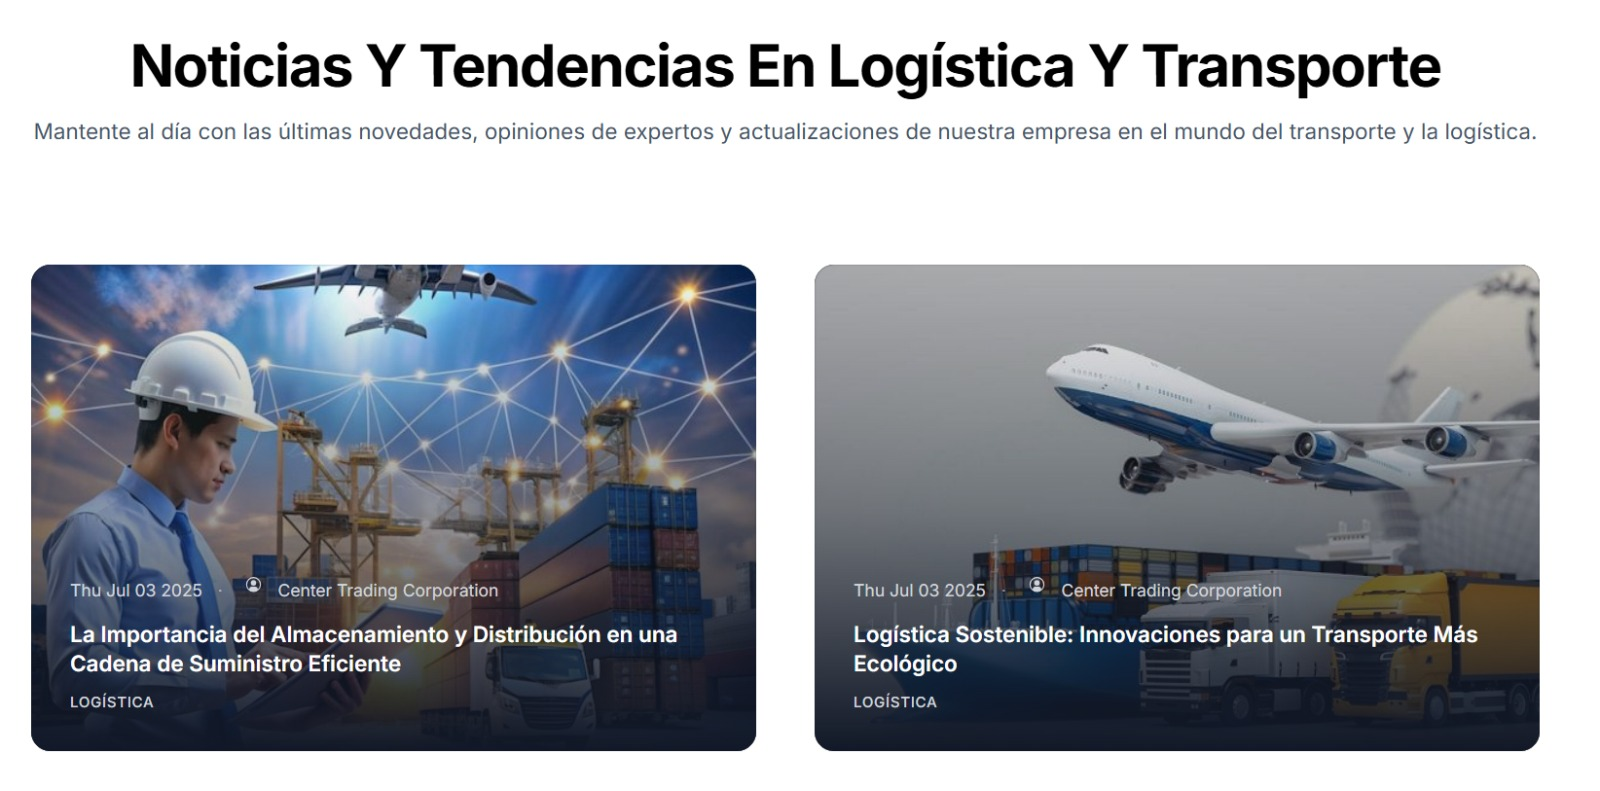 Noticias Y Tendencias En Logística Y Transporte
Mantente al día con las últimas novedades, opiniones de expertos y actualizaciones de nuestra empresa en el mundo del transporte y la logística.
Thu Jul 03 2025 · Center Trading Corporation
La Importancia del Almacenamiento y Distribución en una
Cadena de Suministro Eficiente
LOGÍSTICA
Thu Jul 03 2025 · Center Trading Corporation
Logística Sostenible: Innovaciones para un Transporte Más
Ecológico
LOGÍSTICA